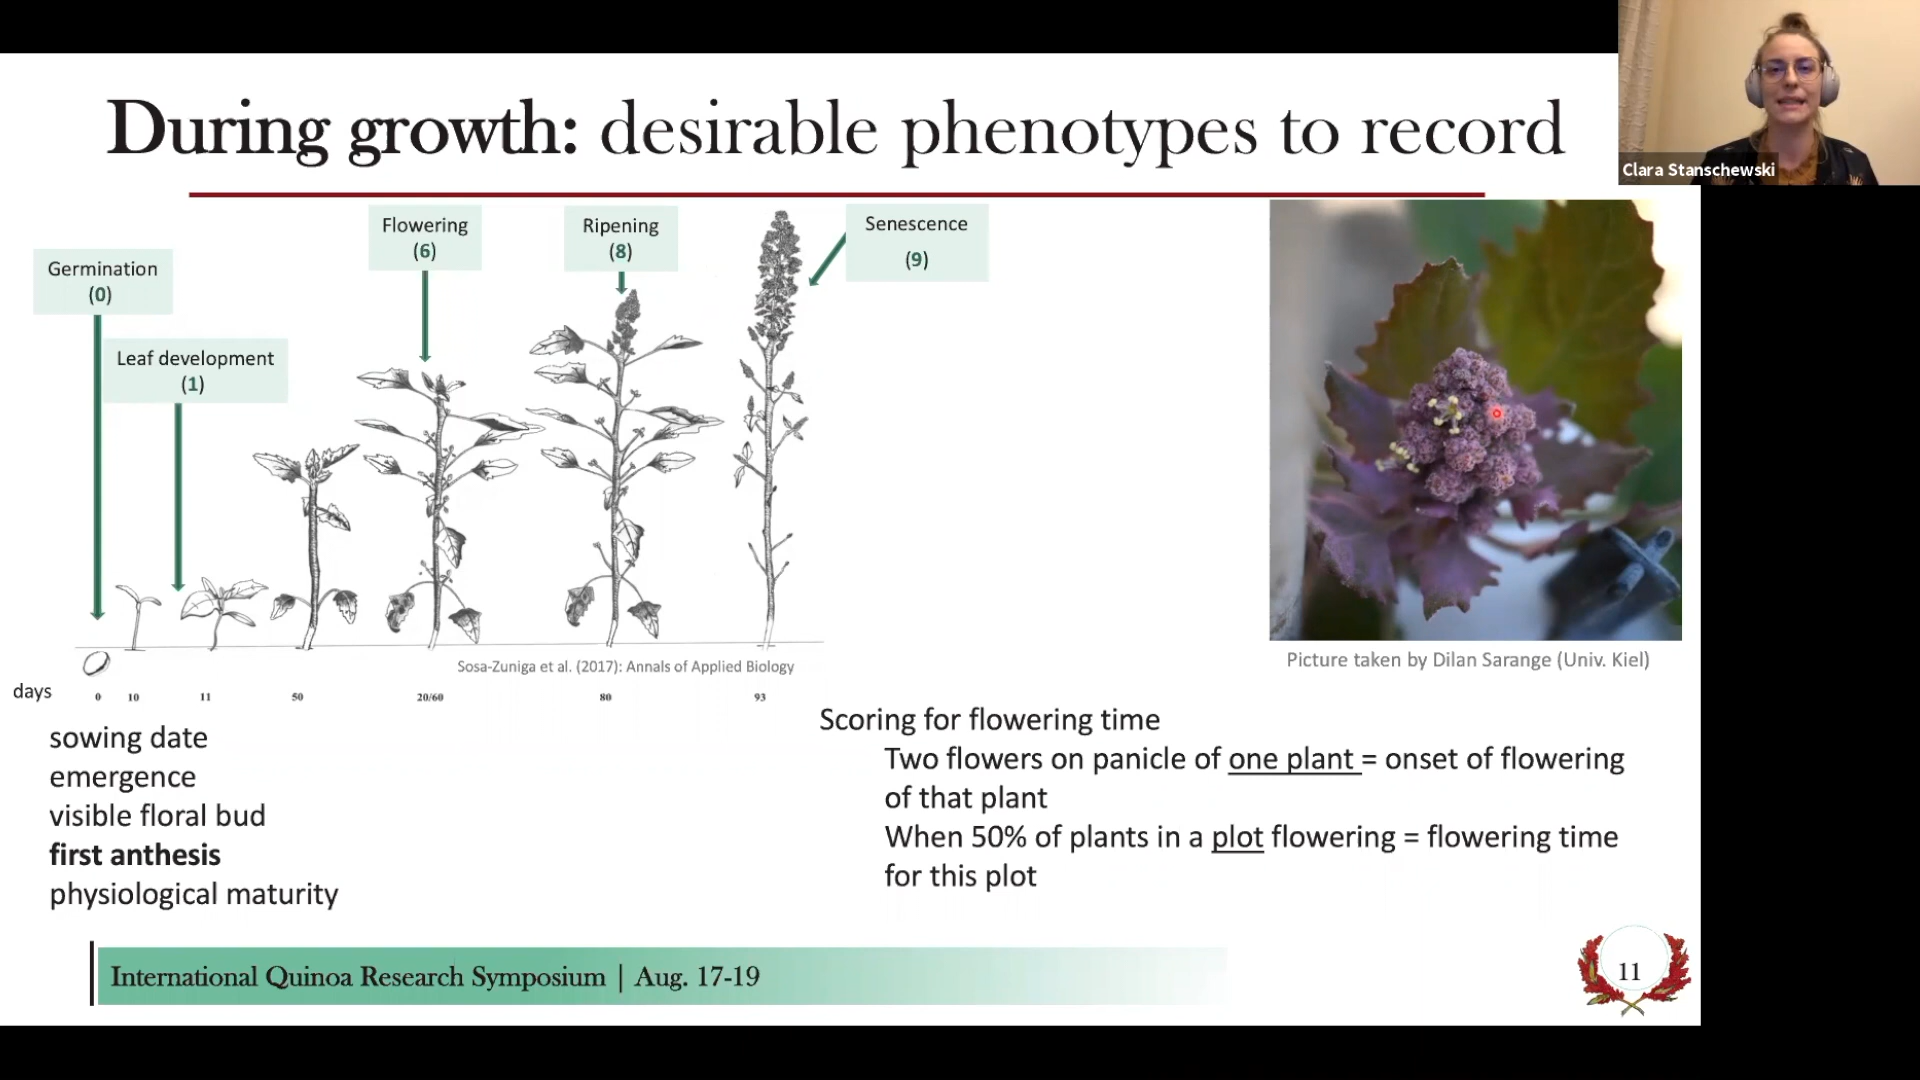 During growth: desirable phenotypes to record
Clara Stanschewski
Germination
(0)
Leaf development
(1)
Flowering
(6)
Ripening
(8)
Senescence
(9)
Sosa-Zuniga et al. (2017): Annals of Applied Biology
days 0 10 11 50 20/60 80 93
Picture taken by Dilan Sarange (Univ. Kiel)
sowing date
emergence
visible floral bud
first anthesis
physiological maturity
Scoring for flowering time
Two flowers on panicle of one plant = onset of flowering
of that plant
When 50% of plants in a plot flowering = flowering time
for this plot
International Quinoa Research Symposium | Aug. 17-19
11